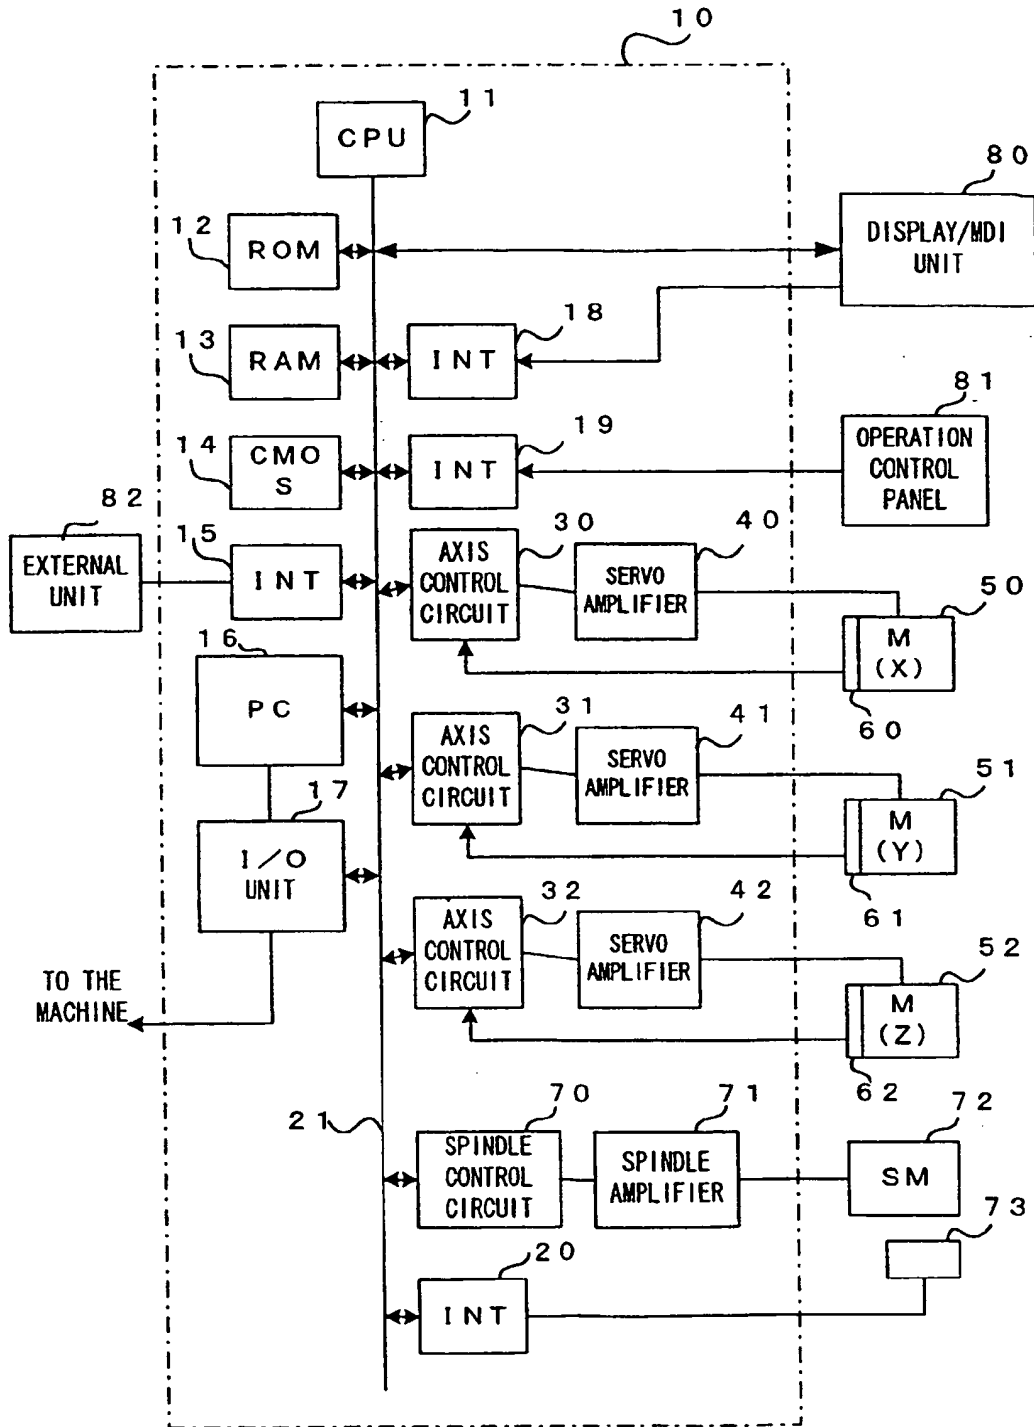 10
11
CPU
80
DISPLAY/MDI
UNIT
12
ROM
18
13
RAM
INT
81
OPERATION
CONTROL
PANEL
14
CMO
S
19
INT
82
EXTERNAL
UNIT
15
INT
30
AXIS
CONTROL
CIRCUIT
40
SERVO
AMPLIFIER
50
M
(X)
60
16
PC
31
AXIS
CONTROL
CIRCUIT
41
SERVO
AMPLIFIER
51
M
(Y)
61
17
I/O
UNIT
32
AXIS
CONTROL
CIRCUIT
42
SERVO
AMPLIFIER
52
M
(Z)
62
TO THE
MACHINE
21
70
SPINDLE
CONTROL
CIRCUIT
71
SPINDLE
AMPLIFIER
72
SM
73
20
INT